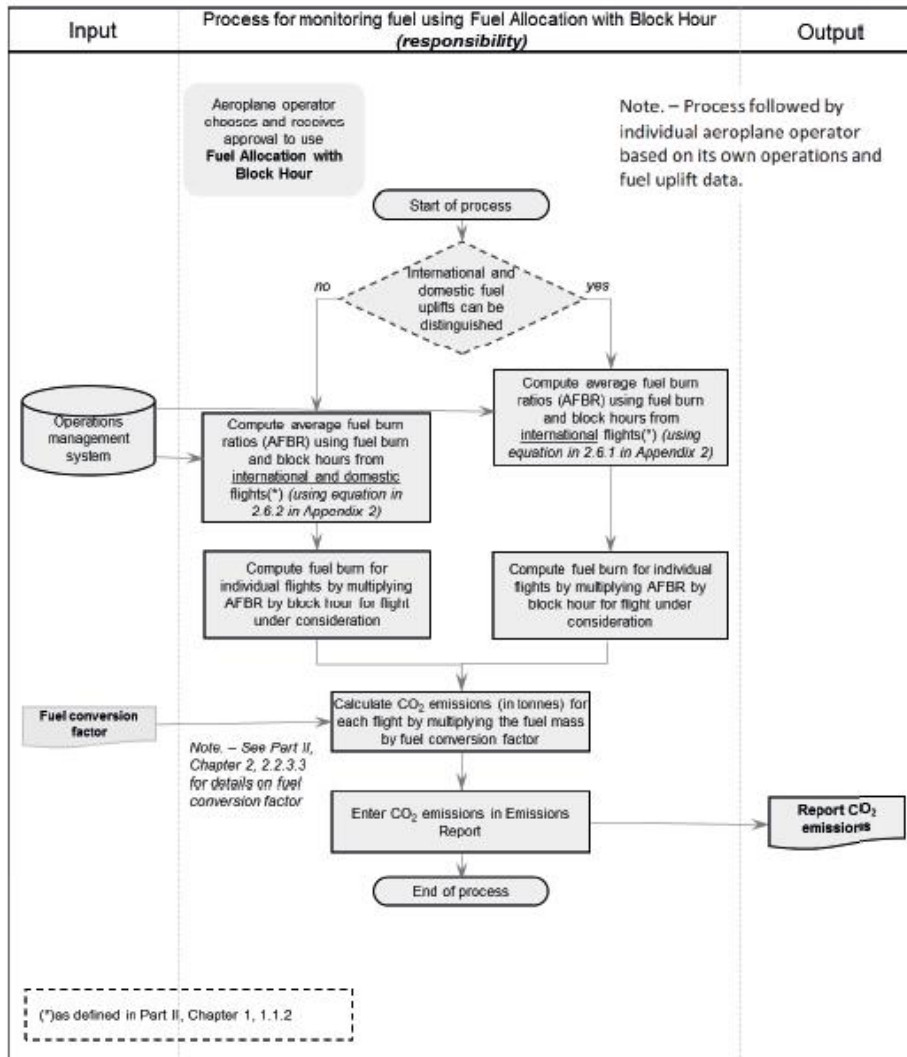 Input
Process for monitoring fuel using Fuel Allocation with Block Hour
(responsibility)
Output
Aeroplane operator
chooses and receives
approval to use
Fuel Allocation with
Block Hour
Note. – Process followed by
individual aeroplane operator
based on its own operations and
fuel uplift data.
Start of process
International and
domestic fuel
uplifts can be
distinguished
no
yes
Operations
management
system
Compute average fuel burn
ratios (AFBR) using fuel burn
and block hours from
international and domestic
flights(*) (using equation in
2.6.2 in Appendix 2)
Compute average fuel burn
ratios (AFBR) using fuel burn
and block hours from
international flights(*) (using
equation in 2.6.1 in Appendix 2)
Compute fuel burn for
individual flights by multiplying
AFBR by block hour for flight
under consideration
Compute fuel burn for individual
flights by multiplying AFBR by
block hour for flight under
consideration
Fuel conversion
factor
Calculate CO₂ emissions (in tonnes) for
each flight by multiplying the fuel mass
by fuel conversion factor
Note. – See Part II,
Chapter 2, 2.2.3.3
for details on fuel
conversion factor
Enter CO₂ emissions in Emissions
Report
Report CO₂
emissions
End of process
(*)as defined in Part II, Chapter 1, 1.1.2